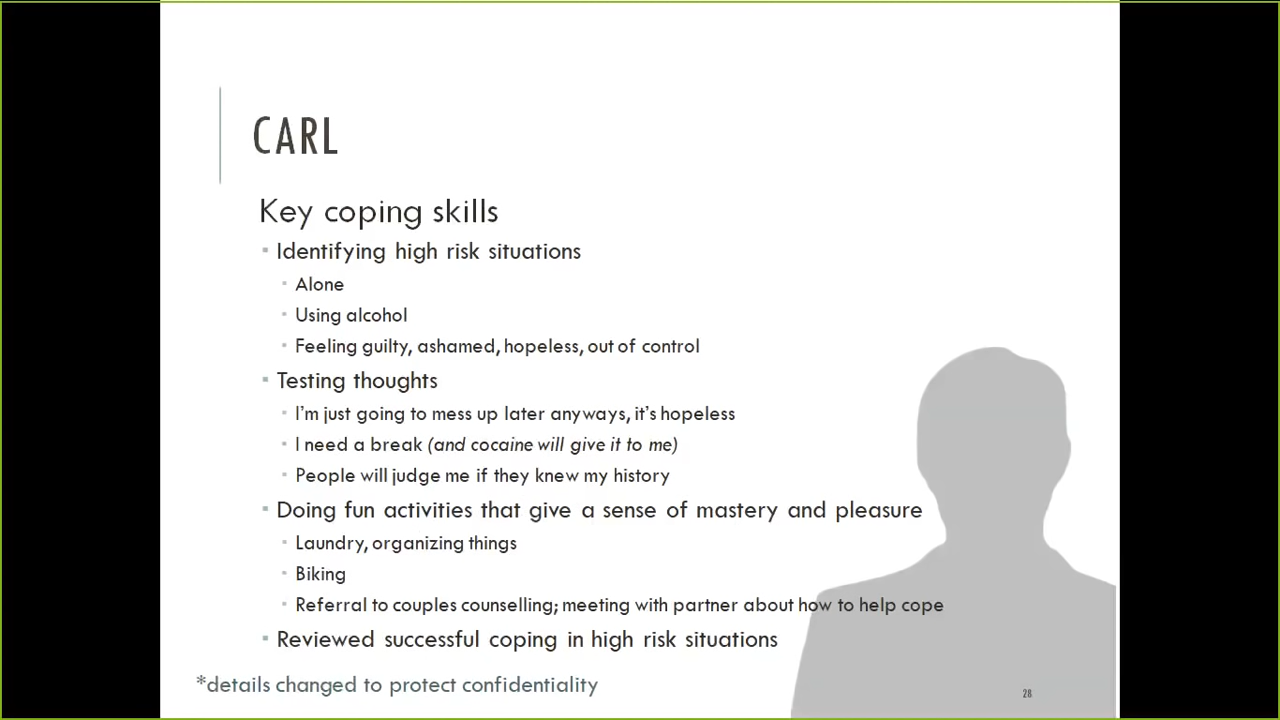 CARL
Key coping skills
▪ Identifying high risk situations
▪ Alone
▪ Using alcohol
▪ Feeling guilty, ashamed, hopeless, out of control
▪ Testing thoughts
▪ I'm just going to mess up later anyways, it's hopeless
▪ I need a break (and cocaine will give it to me)
▪ People will judge me if they knew my history
▪ Doing fun activities that give a sense of mastery and pleasure
▪ Laundry, organizing things
▪ Biking
▪ Referral to couples counselling; meeting with partner about how to help cope
▪ Reviewed successful coping in high risk situations
*details changed to protect confidentiality
28